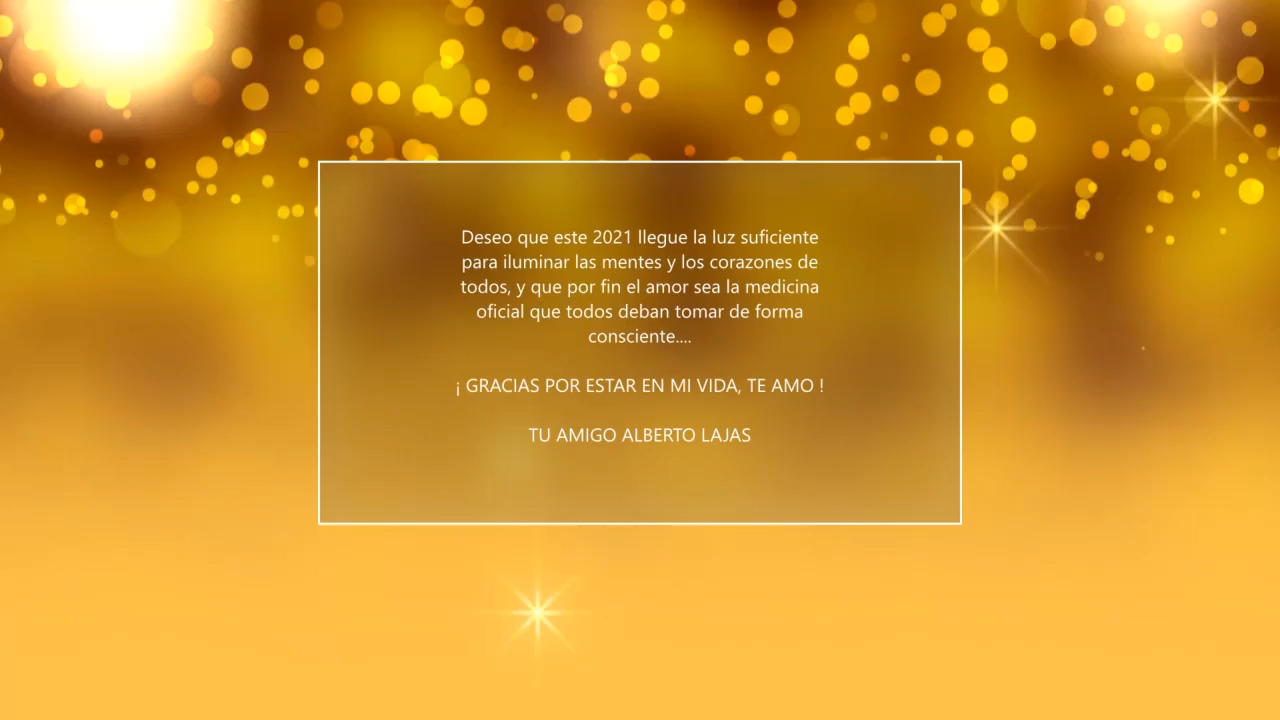 Deseo que este 2021 llegue la luz suficiente
para iluminar las mentes y los corazones de
todos, y que por fin el amor sea la medicina
oficial que todos deban tomar de forma
consciente....
¡ GRACIAS POR ESTAR EN MI VIDA, TE AMO !
TU AMIGO ALBERTO LAJAS